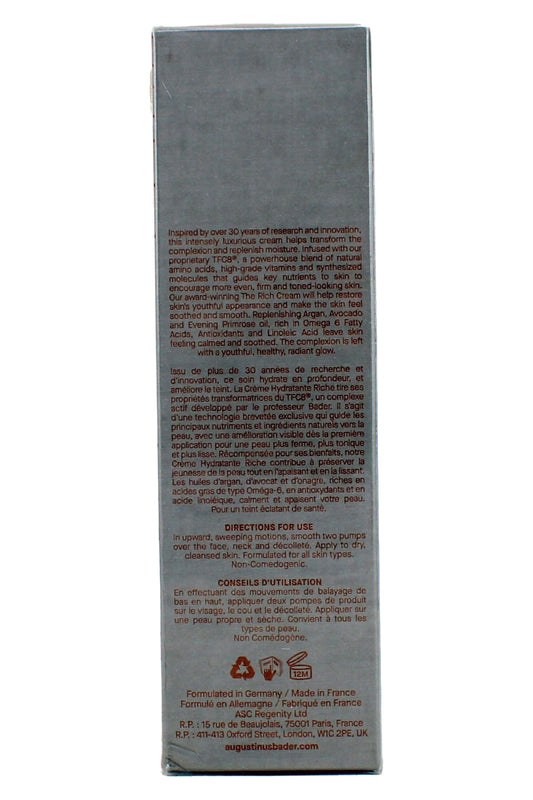 Inspired by over 30 years of research and innovation,
this intensely luxurious cream helps transform the
complexion and replenish moisture. Infused with our
proprietary TFC8®, a powerhouse blend of natural
amino acids, high-grade vitamins and synthesized
molecules that guides key nutrients to skin to
encourage more even, firm and toned-looking skin.
Our award-winning The Rich Cream will help restore
skin's youthful appearance and make the skin feel
soothed and smooth. Replenishing Argan, Avocado
and Evening Primrose oil, rich in Omega 6 Fatty
Acids, Antioxidants and Linoleic Acid leave skin
feeling calmed and soothed. The complexion is left
with a youthful, healthy, radiant glow.
Issu de plus de 30 années de recherche et
d'innovation, ce soin hydrate en profondeur, et
améliore le teint. La Crème Hydratante Riche tire ses
propriétés transformatrices du TFC8®, un complexe
actif développé par le professeur Bader. Il s'agit
d'une technologie brevetée exclusive qui guide les
principaux nutriments et ingrédients naturels vers la
peau, avec une amélioration visible dès la première
application pour une peau plus ferme, plus tonique
et plus lisse. Récompensée pour ses bienfaits, notre
Crème Hydratante Riche contribue à préserver la
jeunesse de la peau tout en l'apaisant et en la lissant.
Les huiles d'argan, d'avocat et d'onagre, riches en
acides gras de type Oméga-6, en antioxydants et en
acide linoléique, calment et apaisent votre peau.
Pour un teint éclatant de santé.
DIRECTIONS FOR USE
In upward, sweeping motions, smooth two pumps
over the face, neck and décolleté. Apply to dry,
cleansed skin. Formulated for all skin types.
Non-Comedogenic.
CONSEILS D'UTILISATION
En effectuant des mouvements de balayage de
bas en haut, appliquer deux pompes de produit
sur le visage, le cou et le décolleté. Appliquer sur
une peau propre et sèche. Convient à tous les
types de peau.
Non Comédogène.
12M
Formulated in Germany / Made in France
Formulé en Allemagne / Fabriqué en France
ASC Regenity Ltd
R.P. : 15 rue de Beaujolais, 75001 Paris, France
R.P. : 411-413 Oxford Street, London, W1C 2PE, UK
augustinusbader.com